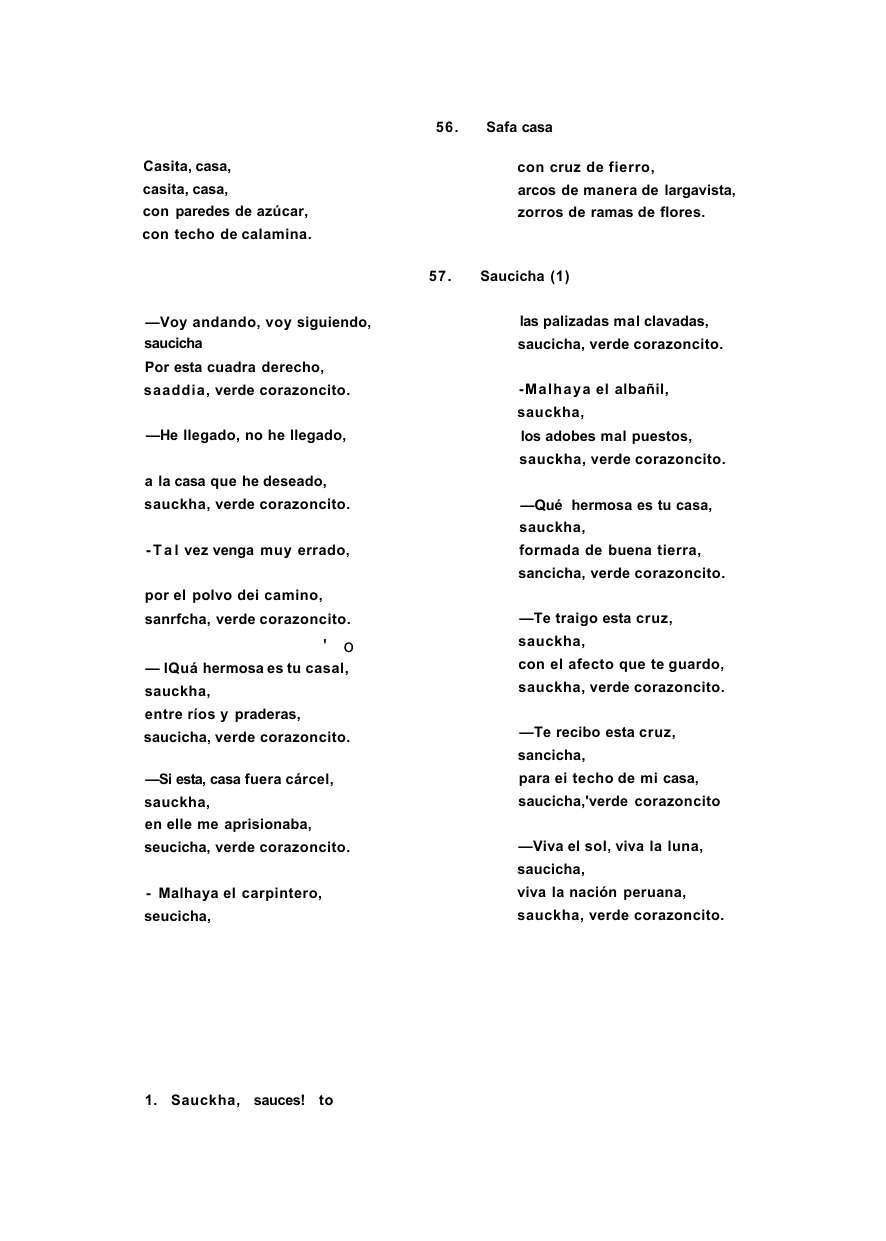 56. Safa casa
Casita, casa,
casita, casa,
con paredes de azúcar,
con techo de calamina.
con cruz de fierro,
arcos de manera de largavista,
zorros de ramas de flores.
57. Saucicha (1)
—Voy andando, voy siguiendo,
saucicha
Por esta cuadra derecho,
saaddia, verde corazoncito.
—He llegado, no he llegado,
a la casa que he deseado,
sauckha, verde corazoncito.
-Tal vez venga muy errado,
por el polvo dei camino,
sanrfcha, verde corazoncito.
' o
— IQuá hermosa es tu casal,
sauckha,
entre ríos y praderas,
saucicha, verde corazoncito.
—Si esta, casa fuera cárcel,
sauckha,
en elle me aprisionaba,
seucicha, verde corazoncito.
- Malhaya el carpintero,
seucicha,
las palizadas mal clavadas,
saucicha, verde corazoncito.
-Malhaya el albañil,
sauckha,
los adobes mal puestos,
sauckha, verde corazoncito.
—Qué hermosa es tu casa,
sauckha,
formada de buena tierra,
sancicha, verde corazoncito.
—Te traigo esta cruz,
sauckha,
con el afecto que te guardo,
sauckha, verde corazoncito.
—Te recibo esta cruz,
sancicha,
para ei techo de mi casa,
saucicha,'verde corazoncito
—Viva el sol, viva la luna,
saucicha,
viva la nación peruana,
sauckha, verde corazoncito.
1. Sauckha, sauces! to